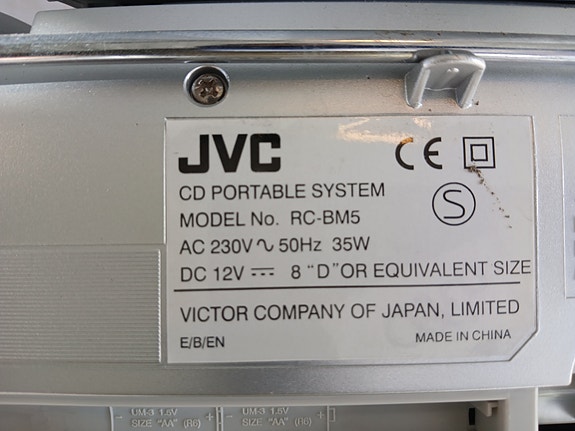 JVC
CE
S
CD PORTABLE SYSTEM
MODEL No. RC-BM5
AC 230V ∿ 50Hz 35W
DC 12V ⎓ 8 "D" OR EQUIVALENT SIZE
VICTOR COMPANY OF JAPAN, LIMITED
E/B/EN
MADE IN CHINA
− UM-3 1.5V +
SIZE "AA" (R6)
− UM-3 1.5V +
SIZE "AA" (R6)